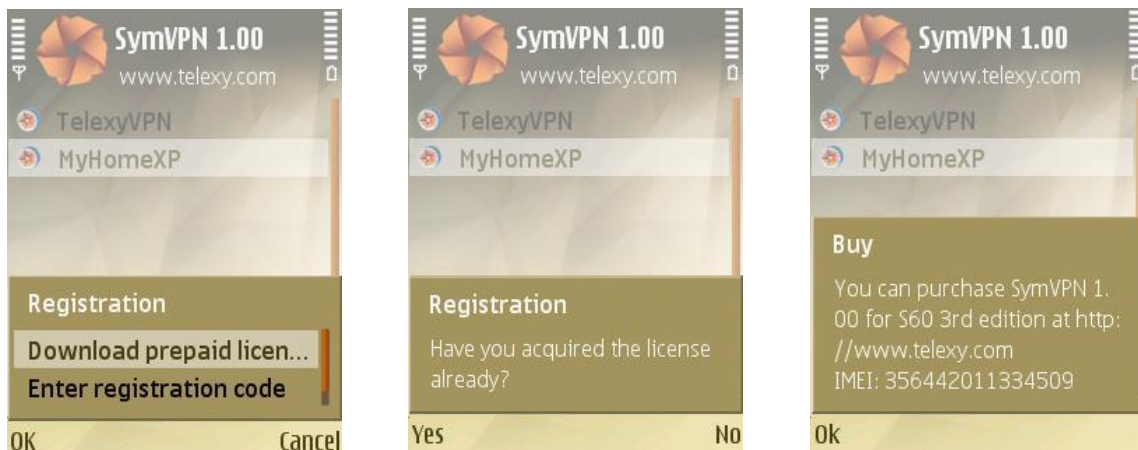 SymVPN 1.00
www.telexy.com
TelexyVPN
MyHomeXP
Registration
Download prepaid licen...
Enter registration code
OK Cancel
SymVPN 1.00
www.telexy.com
TelexyVPN
MyHomeXP
Registration
Have you acquired the license
already?
Yes No
SymVPN 1.00
www.telexy.com
TelexyVPN
MyHomeXP
Buy
You can purchase SymVPN 1.
00 for S60 3rd edition at http:
//www.telexy.com
IMEI: 356442011334509
Ok